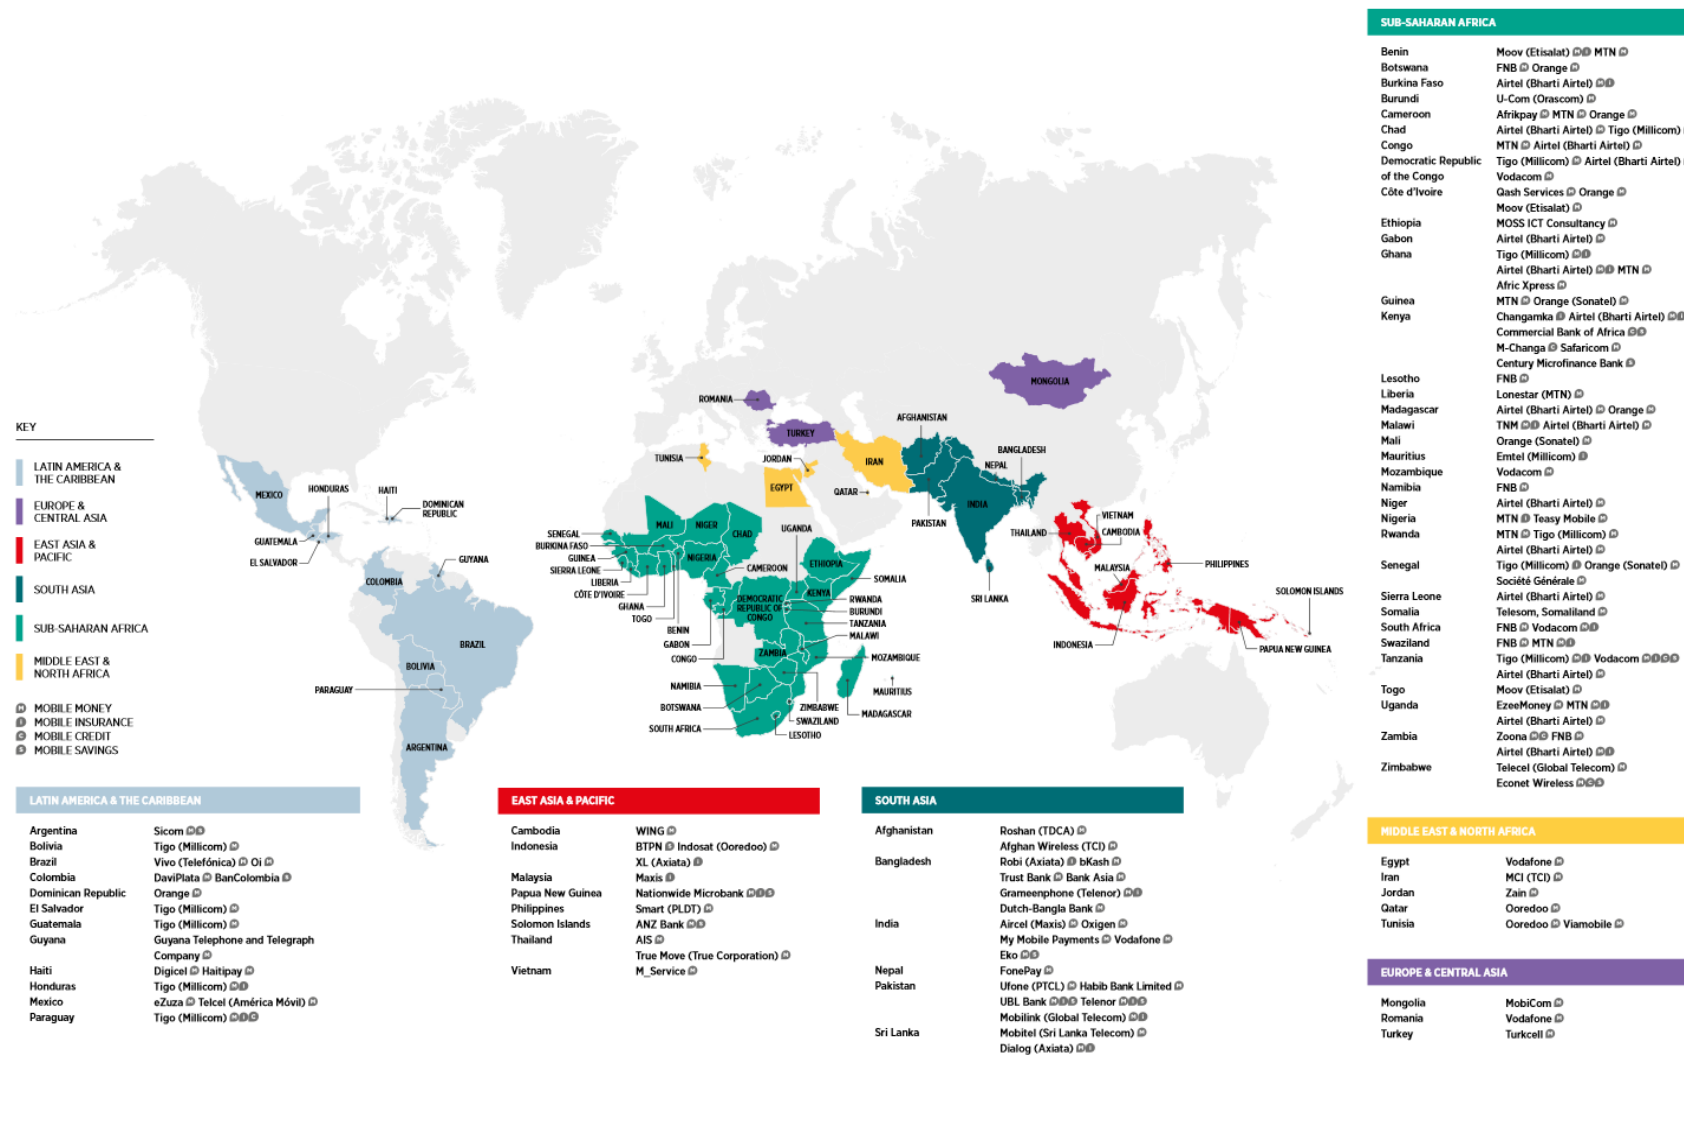 SUB-SAHARAN AFRICA
Benin Moov (Etisalat) M I MTN M
Botswana FNB M Orange M
Burkina Faso Airtel (Bharti Airtel) M I
Burundi U-Com (Orascom) M
Cameroon Afrikpay M MTN M Orange M
Chad Airtel (Bharti Airtel) M Tigo (Millicom)
Congo MTN M Airtel (Bharti Airtel) M
Democratic Republic Tigo (Millicom) M Airtel (Bharti Airtel)
of the Congo Vodacom M
Côte d'Ivoire Qash Services M Orange M
Moov (Etisalat) M
Ethiopia MOSS ICT Consultancy M
Gabon Airtel (Bharti Airtel) M
Ghana Tigo (Millicom) M I
Airtel (Bharti Airtel) M I MTN M
Afric Xpress M
Guinea MTN M Orange (Sonatel) M
Kenya Changamka Airtel (Bharti Airtel) M
Commercial Bank of Africa C S
M-Changa Safaricom M
Century Microfinance Bank S
Lesotho FNB M
Liberia Lonestar (MTN) M
Madagascar Airtel (Bharti Airtel) M Orange M
Malawi TNM M I Airtel (Bharti Airtel) M
Mali Orange (Sonatel) M
Mauritius Emtel (Millicom) I
Mozambique Vodacom M
Namibia FNB M
Niger Airtel (Bharti Airtel) M
Nigeria MTN Teasy Mobile M
Rwanda MTN M Tigo (Millicom) M
Airtel (Bharti Airtel) M
Senegal Tigo (Millicom) I Orange (Sonatel) M
Société Générale M
Sierra Leone Airtel (Bharti Airtel) M
Somalia Telesom, Somaliland M
South Africa FNB M Vodacom M I
Swaziland FNB M MTN M I
Tanzania Tigo (Millicom) M I Vodacom M I C S
Airtel (Bharti Airtel) M
Togo Moov (Etisalat) M
Uganda EzeeMoney M MTN M I
Airtel (Bharti Airtel) M
Zambia Zoona M C FNB M
Airtel (Bharti Airtel) M I
Zimbabwe Telecel (Global Telecom) M
Econet Wireless M C S
MONGOLIA
ROMANIA
AFGHANISTAN
KEY
TURKEY
BANGLADESH
TUNISIA
JORDAN
IRAN
NEPAL
LATIN AMERICA &
THE CARIBBEAN
EGYPT
QATAR
INDIA
MEXICO
HONDURAS
HAITI
DOMINICAN
REPUBLIC
EUROPE &
CENTRAL ASIA
PAKISTAN
VIETNAM
THAILAND
CAMBODIA
MALI
NIGER
CHAD
UGANDA
SENEGAL
BURKINA FASO
GUATEMALA
EL SALVADOR
GUYANA
EAST ASIA &
PACIFIC
GUINEA
NIGERIA
ETHIOPIA
SIERRA LEONE
CAMEROON
MALAYSIA
PHILIPPINES
LIBERIA
SOMALIA
COLOMBIA
SOUTH ASIA
CÔTE D'IVOIRE
KENYA
SRI LANKA
SOLOMON ISLANDS
DEMOCRATIC
REPUBLIC OF
CONGO
RWANDA
GHANA
BURUNDI
TOGO
TANZANIA
SUB-SAHARAN AFRICA
BENIN
MALAWI
BRAZIL
GABON
INDONESIA
PAPUA NEW GUINEA
ZAMBIA
CONGO
MOZAMBIQUE
MIDDLE EAST &
NORTH AFRICA
BOLIVIA
PARAGUAY
NAMIBIA
MAURITIUS
BOTSWANA
ZIMBABWE
MADAGASCAR
SWAZILAND
SOUTH AFRICA
LESOTHO
ARGENTINA
M MOBILE MONEY
I MOBILE INSURANCE
C MOBILE CREDIT
S MOBILE SAVINGS
LATIN AMERICA & THE CARIBBEAN
Argentina Sicom M S
Bolivia Tigo (Millicom) M
Brazil Vivo (Telefónica) M Oi M
Colombia DaviPlata M BanColombia S
Dominican Republic Orange M
El Salvador Tigo (Millicom) M
Guatemala Tigo (Millicom) M
Guyana Guyana Telephone and Telegraph
Company M
Haiti Digicel M Haitipay M
Honduras Tigo (Millicom) M I
Mexico eZuza M Telcel (América Móvil) M
Paraguay Tigo (Millicom) M I C
EAST ASIA & PACIFIC
Cambodia WING M
Indonesia BTPN Indosat (Ooredoo) M
XL (Axiata) I
Malaysia Maxis I
Papua New Guinea Nationwide Microbank M I S
Philippines Smart (PLDT) M
Solomon Islands ANZ Bank M S
Thailand AIS M
True Move (True Corporation) M
Vietnam M_Service M
SOUTH ASIA
Afghanistan Roshan (TDCA) M
Afghan Wireless (TCI) M
Bangladesh Robi (Axiata) I bKash M
Trust Bank M Bank Asia M
Grameenphone (Telenor) M I
Dutch-Bangla Bank M
India Aircel (Maxis) M Oxigen M
My Mobile Payments M Vodafone M
Eko M S
Nepal FonePay M
Pakistan Ufone (PTCL) M Habib Bank Limited M
UBL Bank M I S Telenor M I S
Mobilink (Global Telecom) M I
Sri Lanka Mobitel (Sri Lanka Telecom) M
Dialog (Axiata) M I
MIDDLE EAST & NORTH AFRICA
Egypt Vodafone M
Iran MCI (TCI) M
Jordan Zain M
Qatar Ooredoo M
Tunisia Ooredoo M Viamobile M
EUROPE & CENTRAL ASIA
Mongolia MobiCom M
Romania Vodafone M
Turkey Turkcell M